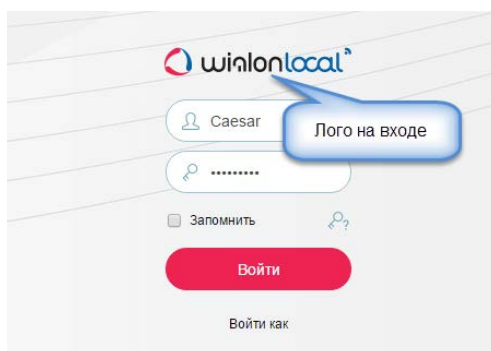 wialonlocal
Caesar
Лого на входе
•••••••••
Запомнить
?
Войти
Войти как